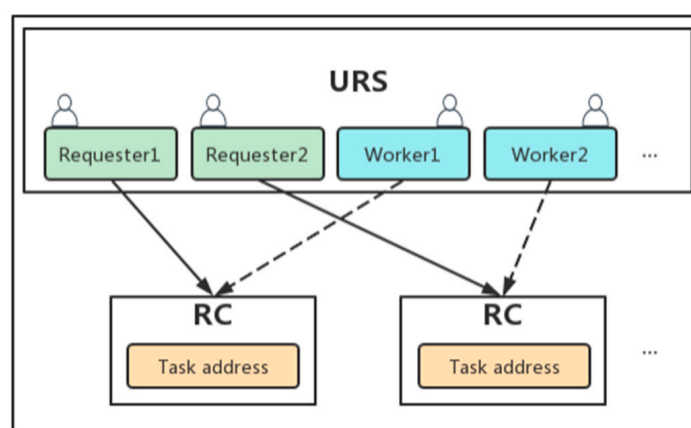 URS
Requester1
Requester2
Worker1
Worker2
...
RC
Task address
RC
Task address
...